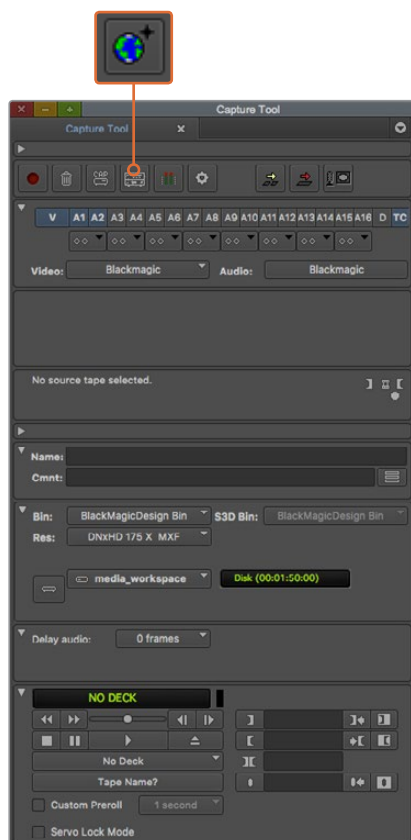 Capture Tool
Capture Tool
CAP
V A1 A2 A3 A4 A5 A6 A7 A8 A9 A10 A11 A12 A13 A14 A15 A16 D TC
Video: Blackmagic Audio: Blackmagic
No source tape selected.
Name:
Cmnt:
Bin: BlackMagicDesign Bin S3D Bin: BlackMagicDesign Bin
Res: DNxHD 175 X MXF
media_workspace Disk (00:01:50:00)
Delay audio: 0 frames
NO DECK
No Deck
Tape Name?
Custom Preroll 1 second
Servo Lock Mode